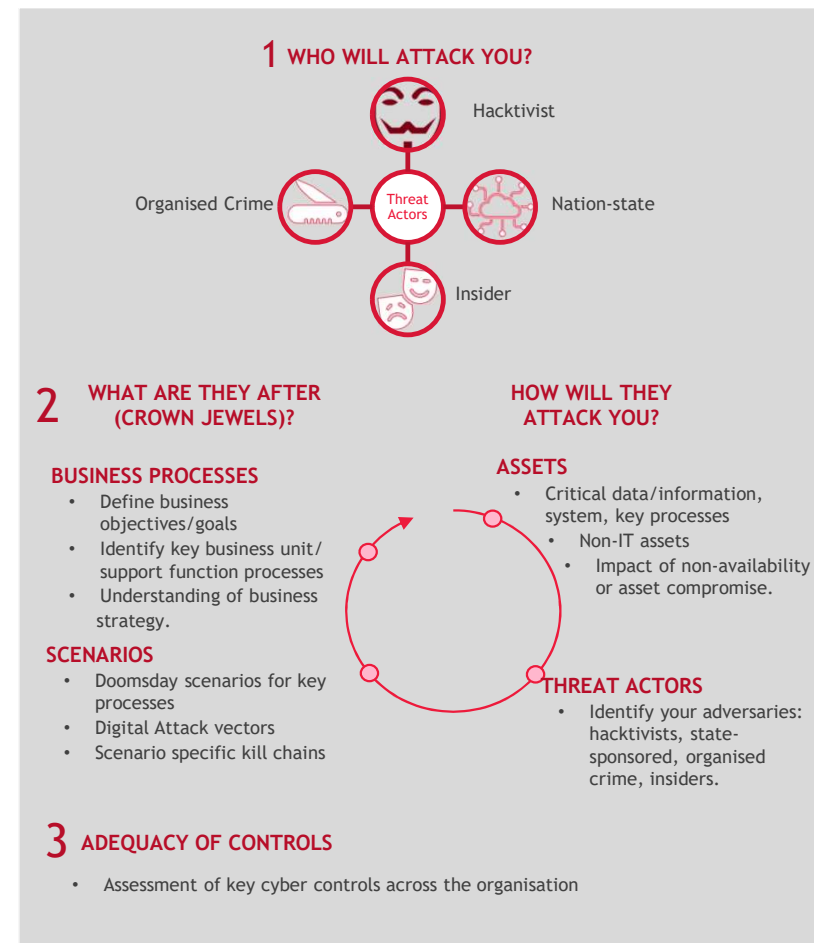 1 WHO WILL ATTACK YOU?
Hacktivist
Organised Crime
Threat
Actors
Nation-state
Insider
2
WHAT ARE THEY AFTER
(CROWN JEWELS)?
BUSINESS PROCESSES
• Define business
objectives/goals
• Identify key business unit/
support function processes
• Understanding of business
strategy.
SCENARIOS
• Doomsday scenarios for key
processes
• Digital Attack vectors
• Scenario specific kill chains
HOW WILL THEY
ATTACK YOU?
ASSETS
• Critical data/information,
system, key processes
• Non-IT assets
• Impact of non-availability
or asset compromise.
THREAT ACTORS
• Identify your adversaries:
hacktivists, state-
sponsored, organised
crime, insiders.
3 ADEQUACY OF CONTROLS
• Assessment of key cyber controls across the organisation